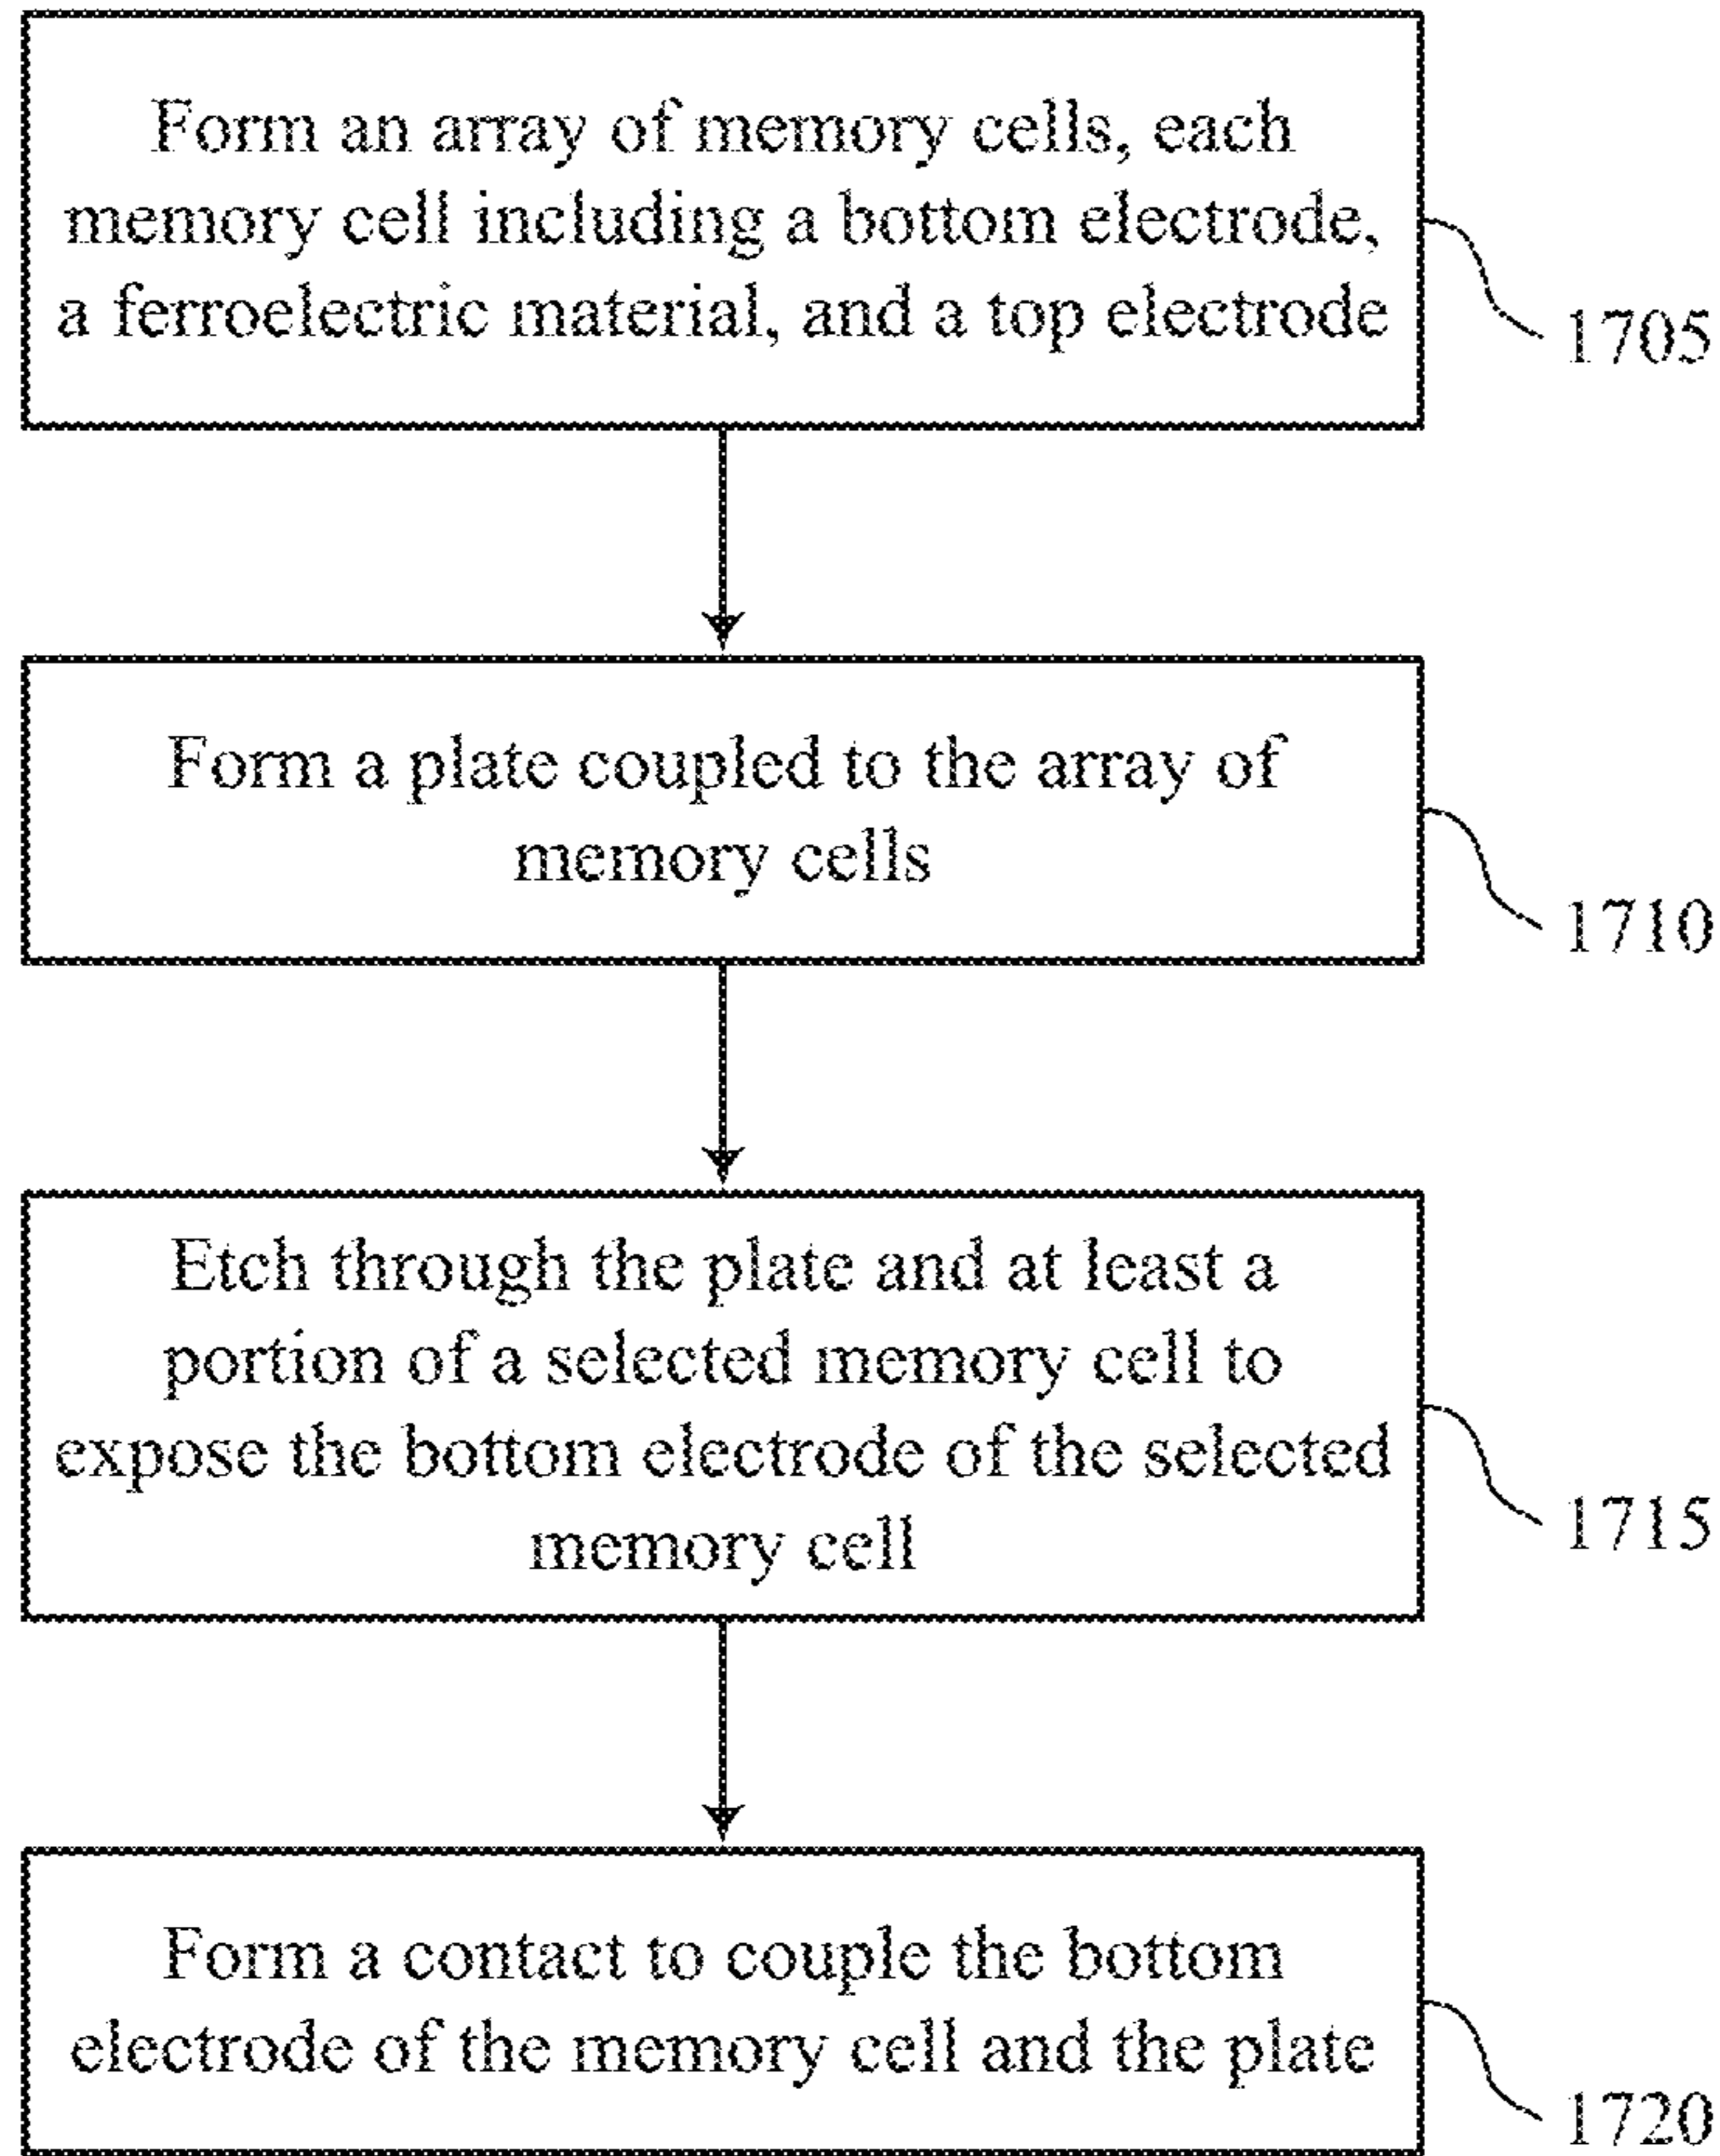 Form an array of memory cells, each
memory cell including a bottom electrode,
a ferroelectric material, and a top electrode
1705
Form a plate coupled to the array of
memory cells
1710
Etch through the plate and at least a
portion of a selected memory cell to
expose the bottom electrode of the selected
memory cell
1715
Form a contact to couple the bottom
electrode of the memory cell and the plate
1720